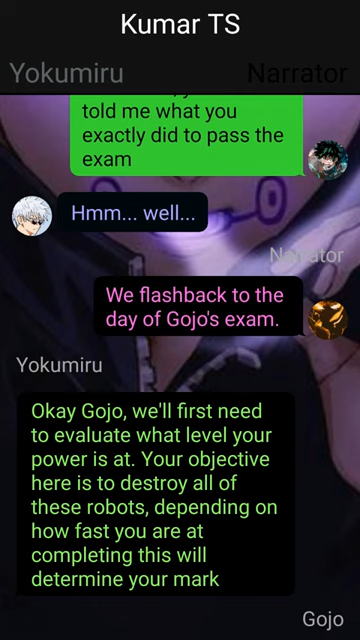 Kumar TS
Yokumiru
Narrator
told me what you
exactly did to pass the
exam
Hmm... well...
Narrator
We flashback to the
day of Gojo's exam.
Yokumiru
Okay Gojo, we'll first need
to evaluate what level your
power is at. Your objective
here is to destroy all of
these robots, depending on
how fast you are at
completing this will
determine your mark
Gojo